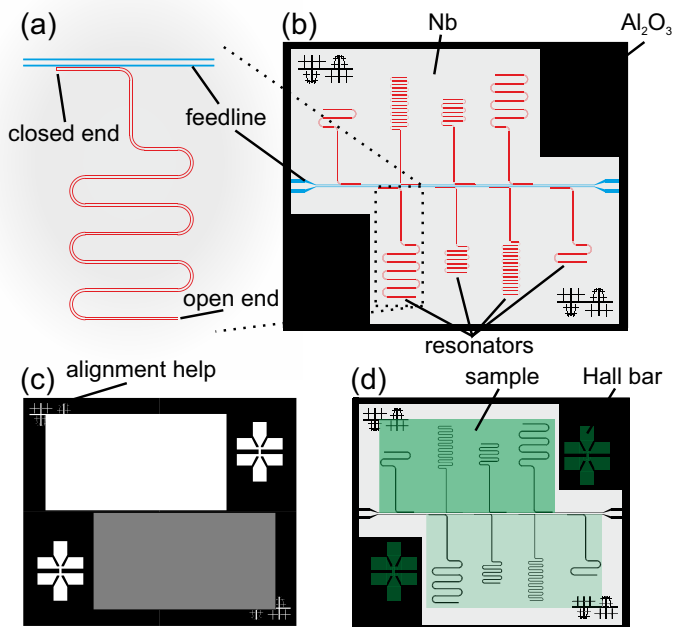 (a)
closed end
feedline
open end
(b)
Nb
Al₂O₃
resonators
(c)
alignment help
(d)
sample
Hall bar